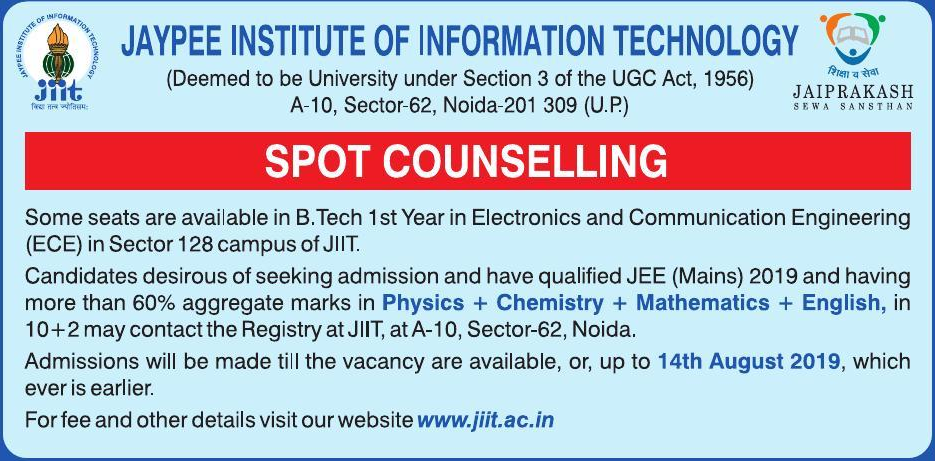 JAYPEE INSTITUTE OF INFORMATION TECHNOLOGY
jiit
विद्या तत्व ज्योतिसम:
JAYPEE INSTITUTE OF INFORMATION TECHNOLOGY
(Deemed to be University under Section 3 of the UGC Act, 1956)
A-10, Sector-62, Noida-201 309 (U.P.)
शिक्षा व सेवा
JAIPRAKASH
SEWA SANSTHAN
SPOT COUNSELLING
Some seats are available in B.Tech 1st Year in Electronics and Communication Engineering
(ECE) in Sector 128 campus of JIIT.
Candidates desirous of seeking admission and have qualified JEE (Mains) 2019 and having
more than 60% aggregate marks in Physics + Chemistry + Mathematics + English, in
10+2 may contact the Registry at JIIT, at A-10, Sector-62, Noida.
Admissions will be made till the vacancy are available, or, up to 14th August 2019, which
ever is earlier.
For fee and other details visit our website www.jiit.ac.in